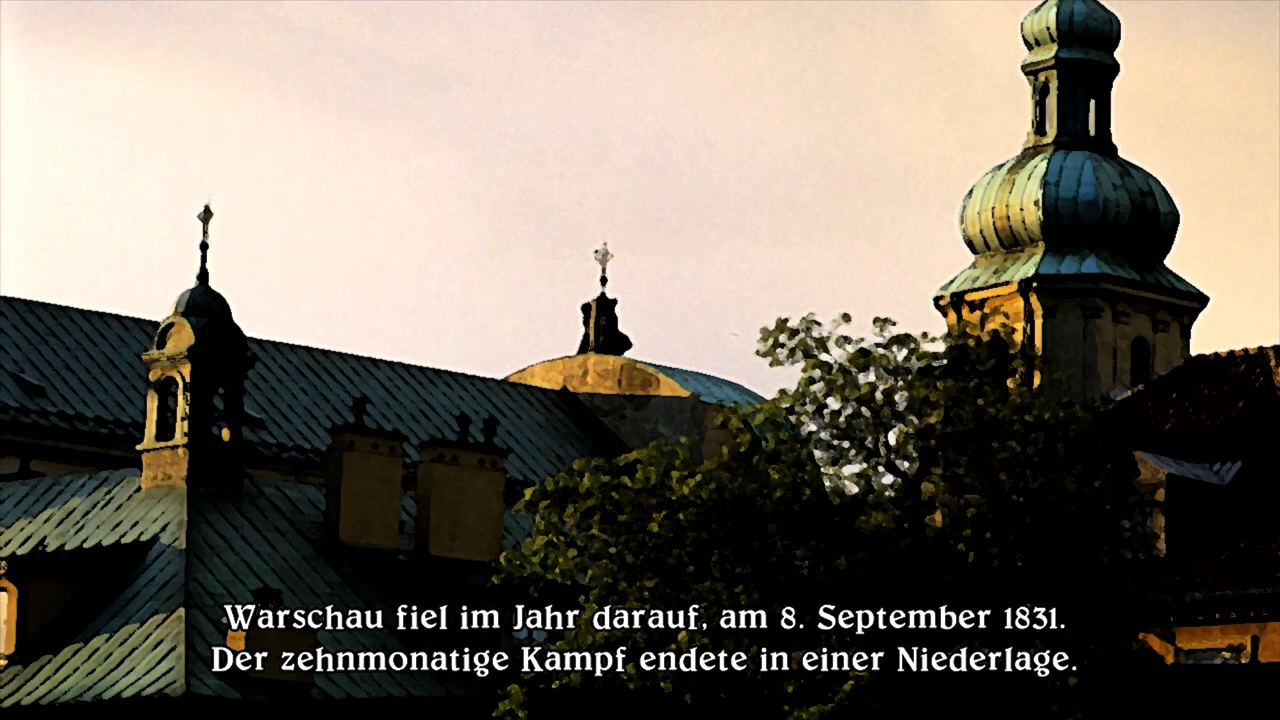 Warschau fiel im Jahr darauf, am 8. September 1831.
Der zehnmonatige Kampf endete in einer Niederlage.